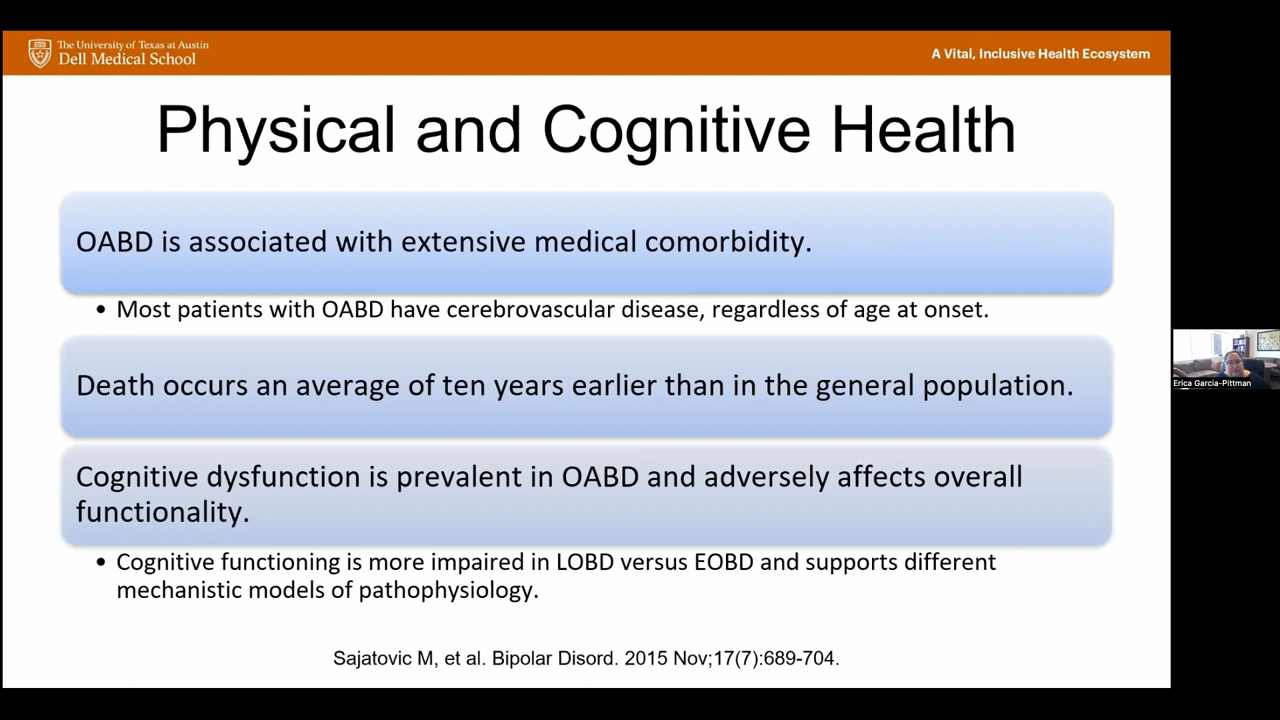 The University of Texas at Austin
Dell Medical School
A Vital, Inclusive Health Ecosystem
Physical and Cognitive Health
OABD is associated with extensive medical comorbidity.
• Most patients with OABD have cerebrovascular disease, regardless of age at onset.
Death occurs an average of ten years earlier than in the general population.
Cognitive dysfunction is prevalent in OABD and adversely affects overall
functionality.
• Cognitive functioning is more impaired in LOBD versus EOBD and supports different
mechanistic models of pathophysiology.
Sajatovic M, et al. Bipolar Disord. 2015 Nov;17(7):689-704.
Erica Garcia-Pittman